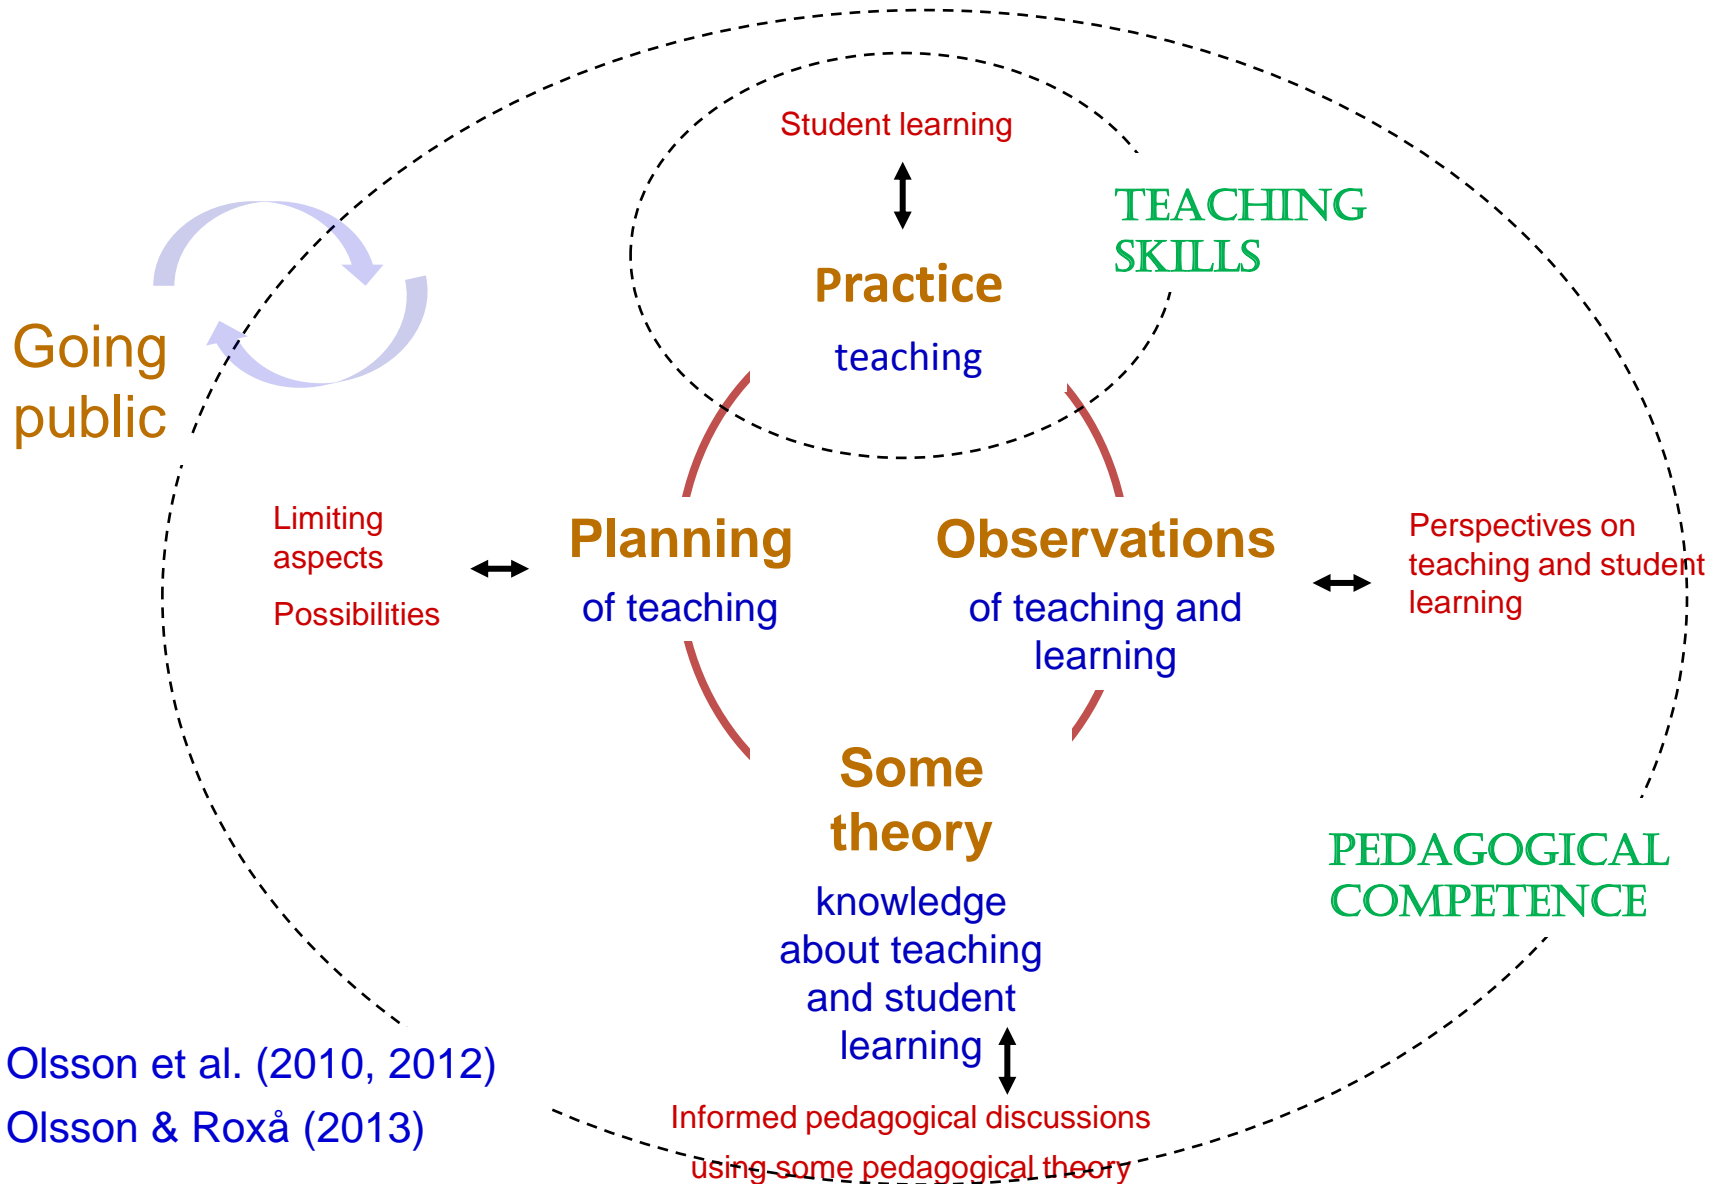 Student learning
TEACHING
SKILLS
Practice
teaching
Going
public
Limiting
aspects
Possibilities
Planning
of teaching
Observations
of teaching and
learning
Perspectives on
teaching and student
learning
Some
theory
knowledge
about teaching
and student
learning
PEDAGOGICAL
COMPETENCE
Informed pedagogical discussions
using some pedagogical theory
Olsson et al. (2010, 2012)
Olsson & Roxå (2013)